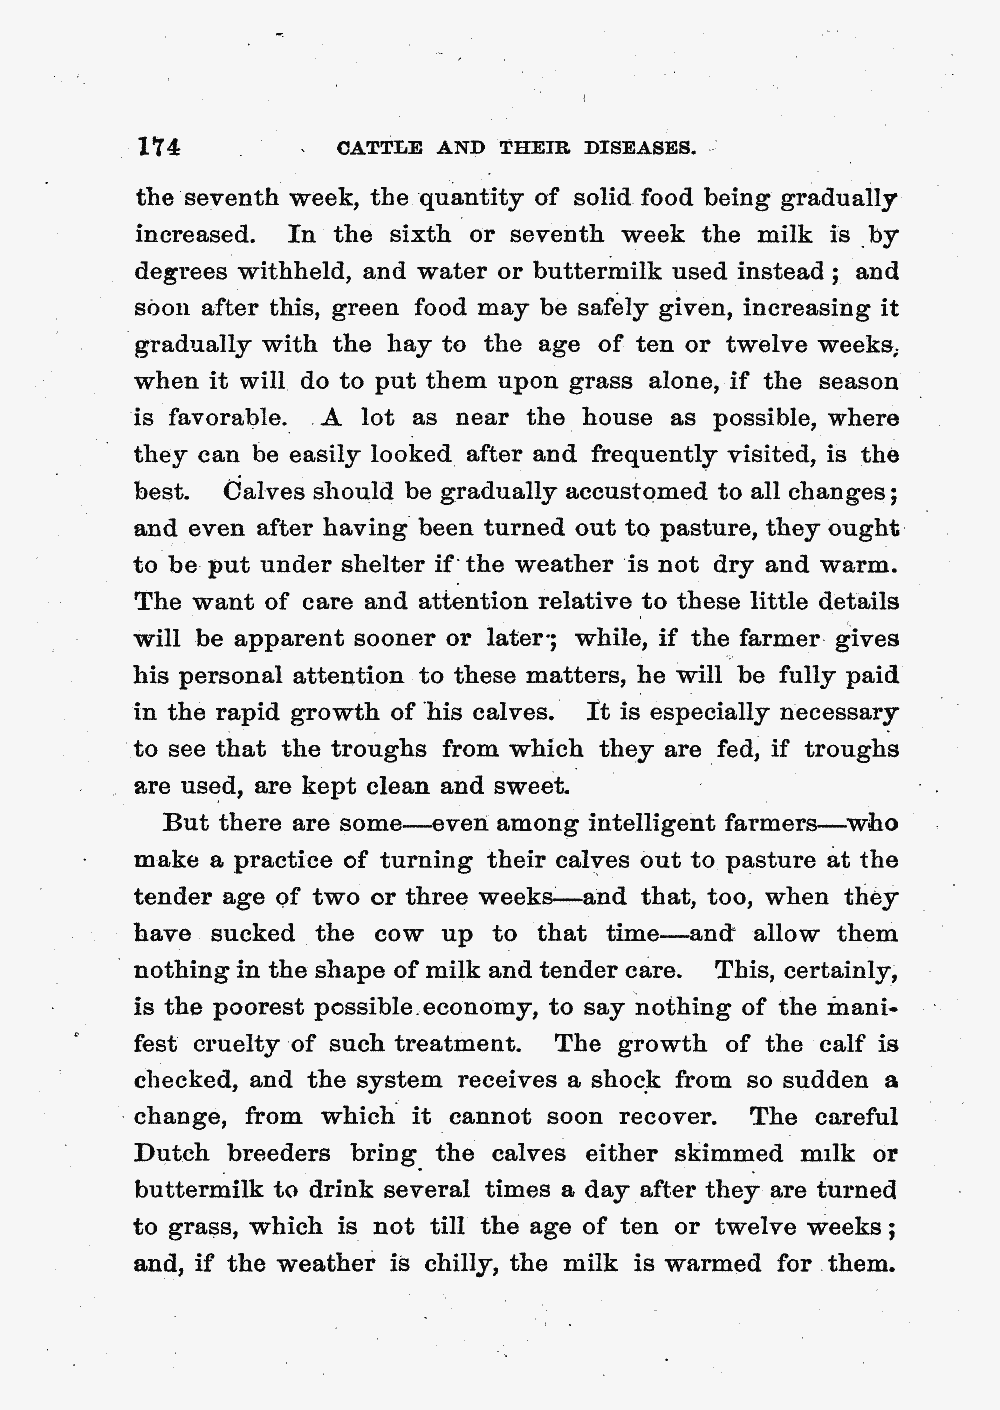 174 CATTLE AND THEIR DISEASES.
the seventh week, the quantity of solid food being gradually
increased. In the sixth or seventh week the milk is by
degrees withheld, and water or buttermilk used instead ; and
soon after this, green food may be safely given, increasing it
gradually with the hay to the age of ten or twelve weeks,
when it will do to put them upon grass alone, if the season
is favorable. A lot as near the house as possible, where
they can be easily looked after and frequently visited, is the
best. Calves should be gradually accustomed to all changes ;
and even after having been turned out to pasture, they ought
to be put under shelter if the weather is not dry and warm.
The want of care and attention relative to these little details
will be apparent sooner or later ; while, if the farmer gives
his personal attention to these matters, he will be fully paid
in the rapid growth of his calves. It is especially necessary
to see that the troughs from which they are fed, if troughs
are used, are kept clean and sweet.
But there are some—even among intelligent farmers—who
make a practice of turning their calves out to pasture at the
tender age of two or three weeks—and that, too, when they
have sucked the cow up to that time—and allow them
nothing in the shape of milk and tender care. This, certainly,
is the poorest possible economy, to say nothing of the mani-
fest cruelty of such treatment. The growth of the calf is
checked, and the system receives a shock from so sudden a
change, from which it cannot soon recover. The careful
Dutch breeders bring the calves either skimmed milk or
buttermilk to drink several times a day after they are turned
to grass, which is not till the age of ten or twelve weeks ;
and, if the weather is chilly, the milk is warmed for them.